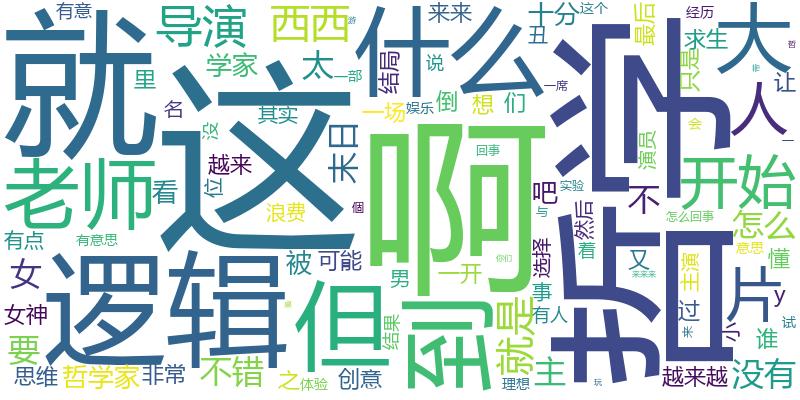 有意
导演
西西
来来
十分
这个
最后
经历
哲
就
这
什么
哲学
大
求生
学家
太
一部
结局
说
丑
游
只是
里
名
没
其实
末日
一场
倒
想
们
娱乐
一席
啊
让
人
会
演员
一
老师
看
位
越来
浪费
回事
吧
实验
不
开始
怎么
有点
有意思
個
与
然后
着
怎么回事
意思
懂
女
逻辑
被
可能
男
一开
你们
选择
又
来来来
主演
片
y
女神
但
到
就是
事
有人
过
来
小
谁
试
要
结果
思维
哲学家
非常
不错
之
体验
创意
理想
主
玩
越来越
没有